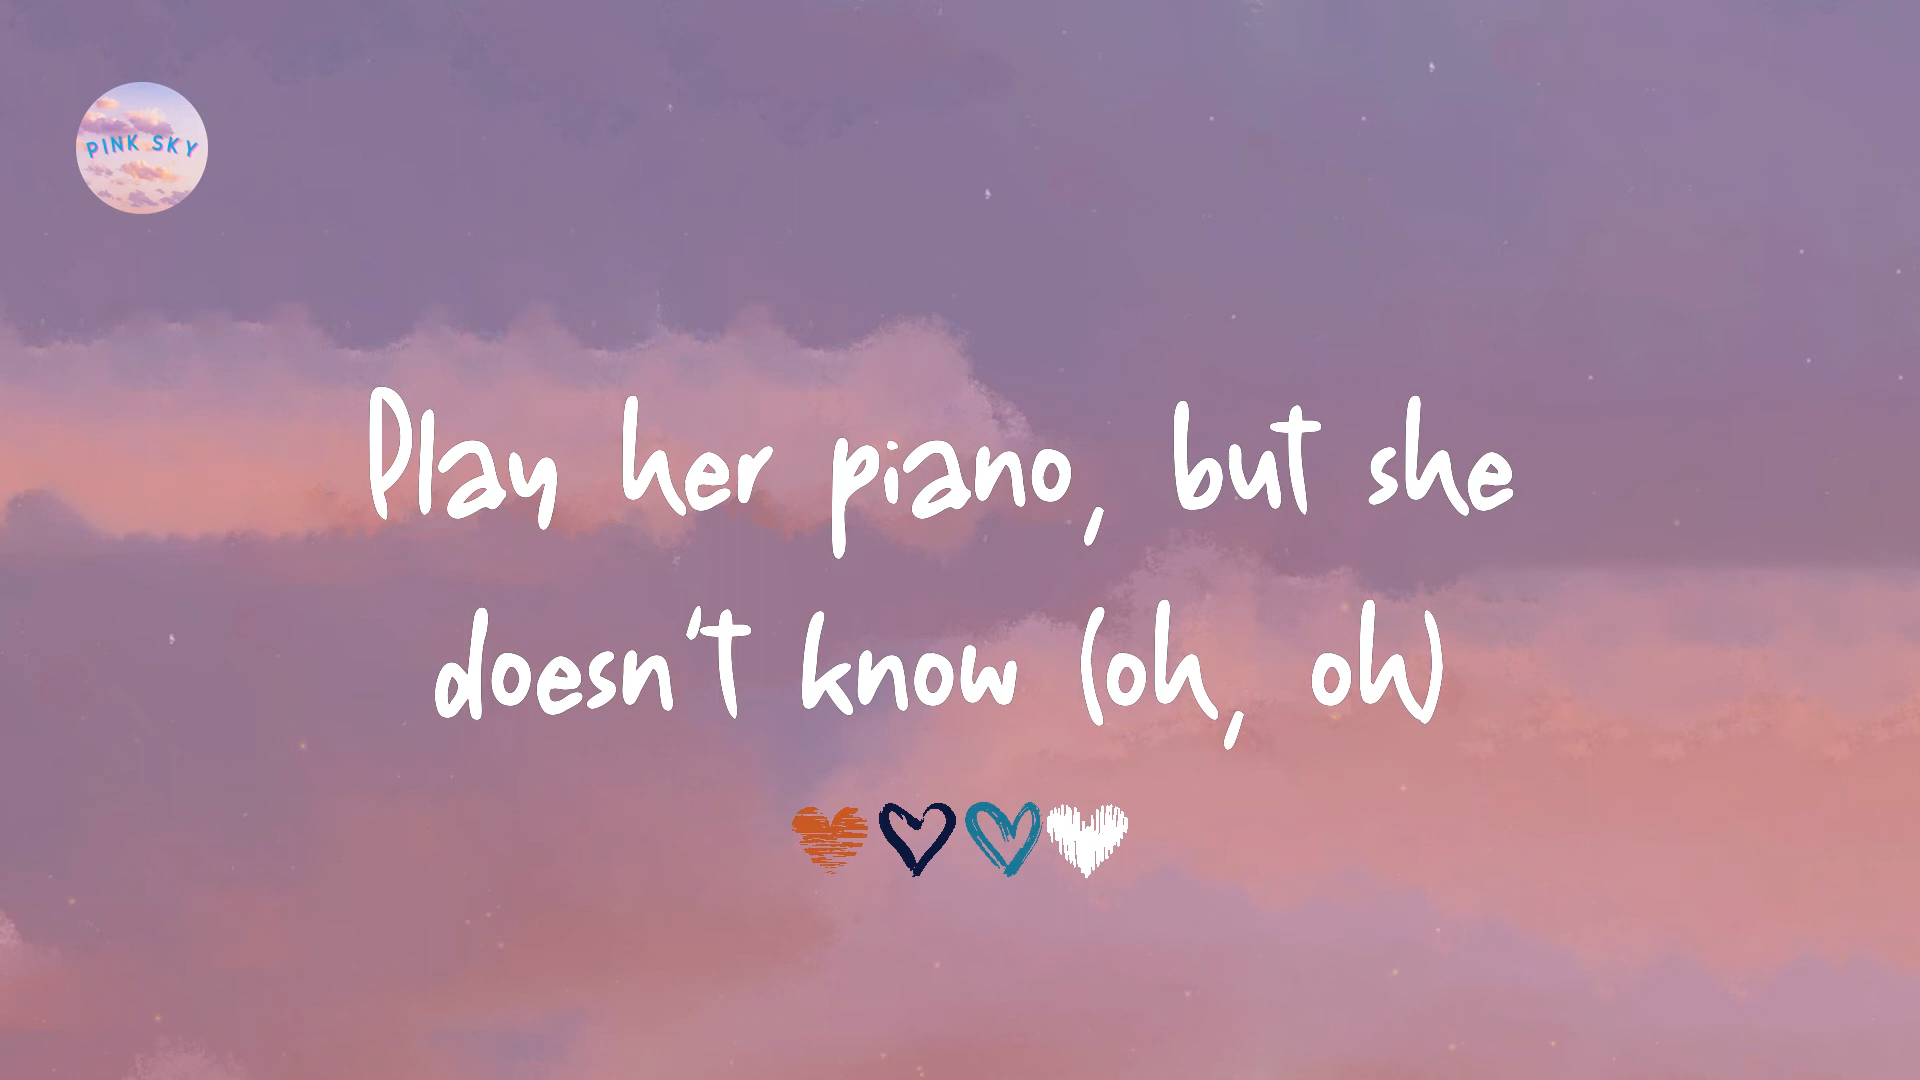 PINK SKY
Play her piano, but she
doesn't know (oh, oh)